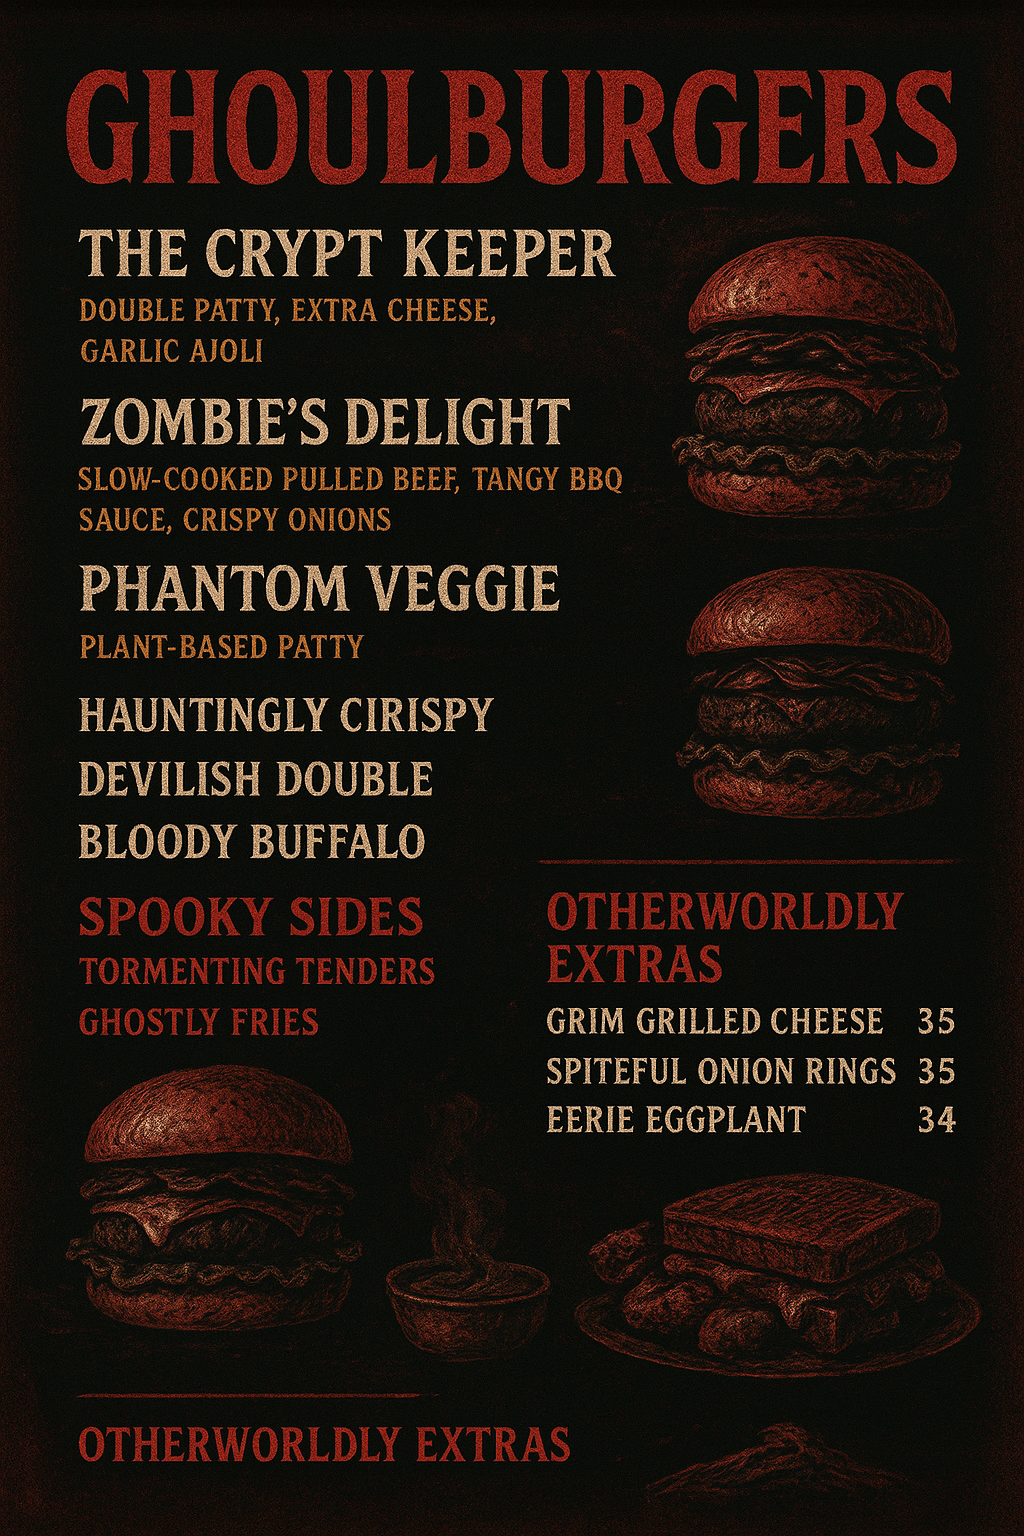 GHOULBURGERS
THE CRYPT KEEPER
DOUBLE PATTY, EXTRA CHEESE,
GARLIC AJOLI
ZOMBIE'S DELIGHT
SLOW-COOKED PULLED BEEF, TANGY BBQ
SAUCE, CRISPY ONIONS
PHANTOM VEGGIE
PLANT-BASED PATTY
HAUNTINGLY CIRISPY
DEVILISH DOUBLE
BLOODY BUFFALO
SPOOKY SIDES
TORMENTING TENDERS
GHOSTLY FRIES
OTHERWORLDLY
EXTRAS
GRIM GRILLED CHEESE 35
SPITEFUL ONION RINGS 35
EERIE EGGPLANT 34
OTHERWORLDLY EXTRAS